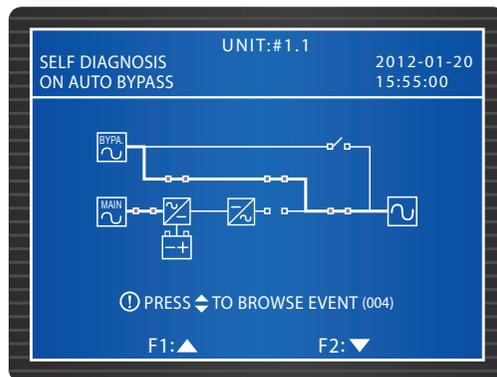 UNIT:#1.1
SELF DIAGNOSIS
ON AUTO BYPASS
2012-01-20
15:55:00
BYPA.
MAIN
PRESS TO BROWSE EVENT (004)
F1: F2: